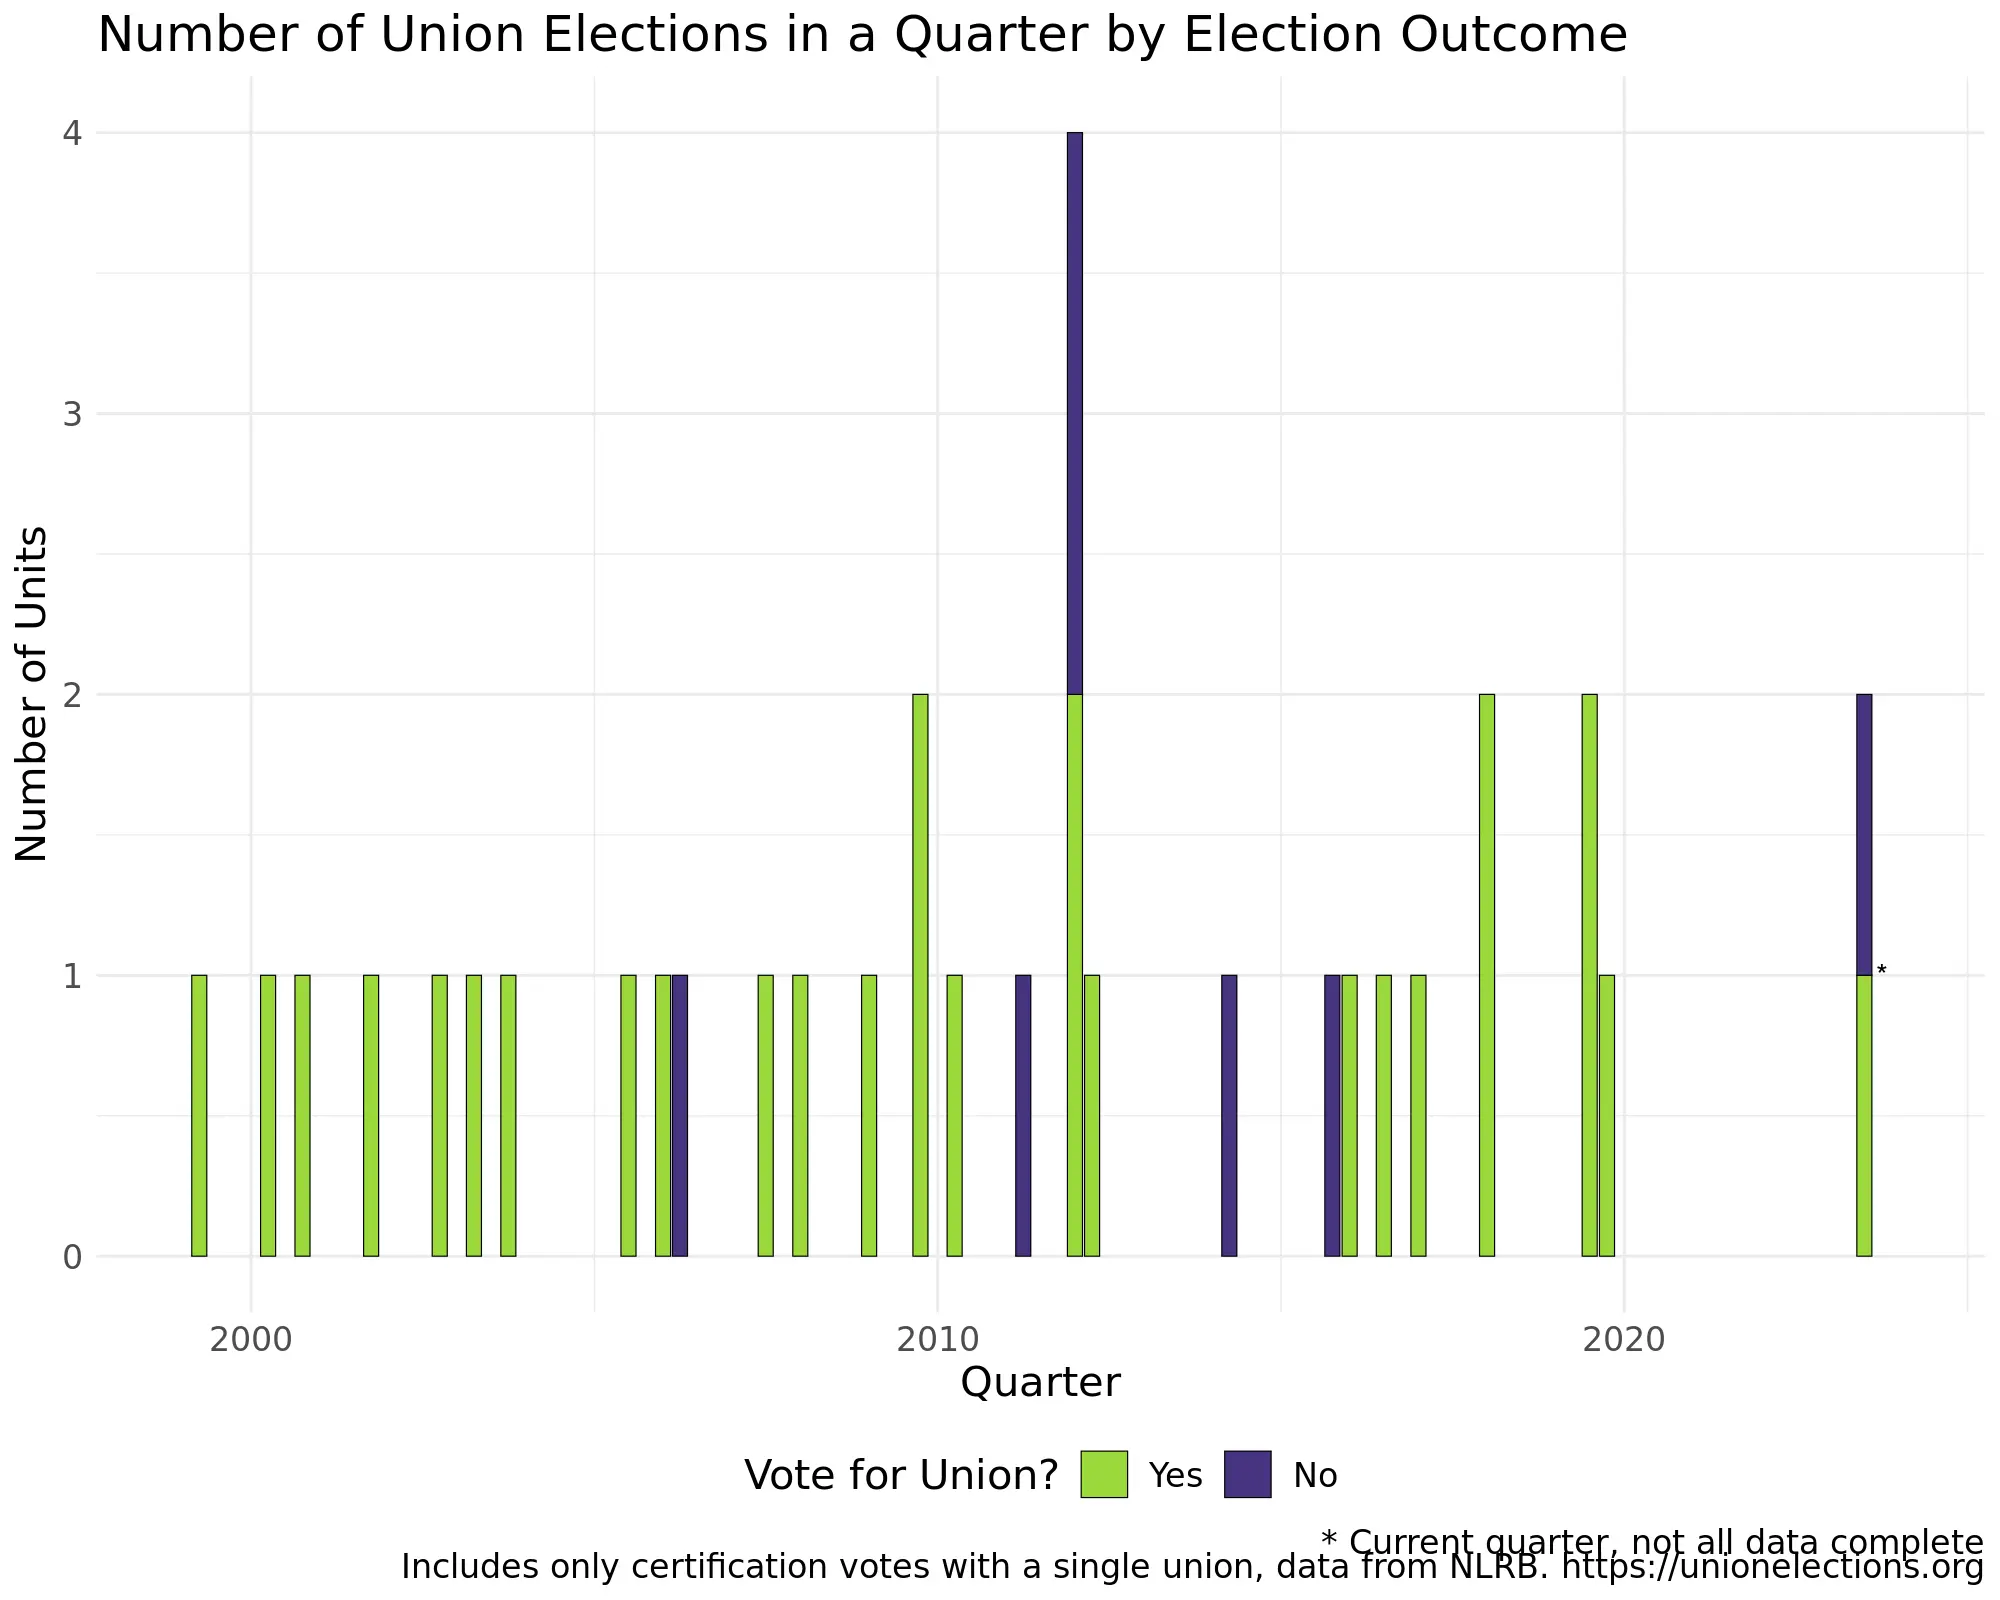 Number of Union Elections in a Quarter by Election Outcome
Number of Units
4
3
2
1
0
*
2000 2010 2020
Quarter
Vote for Union? Yes No
* Current quarter, not all data complete
Includes only certification votes with a single union, data from NLRB. https://unionelections.org